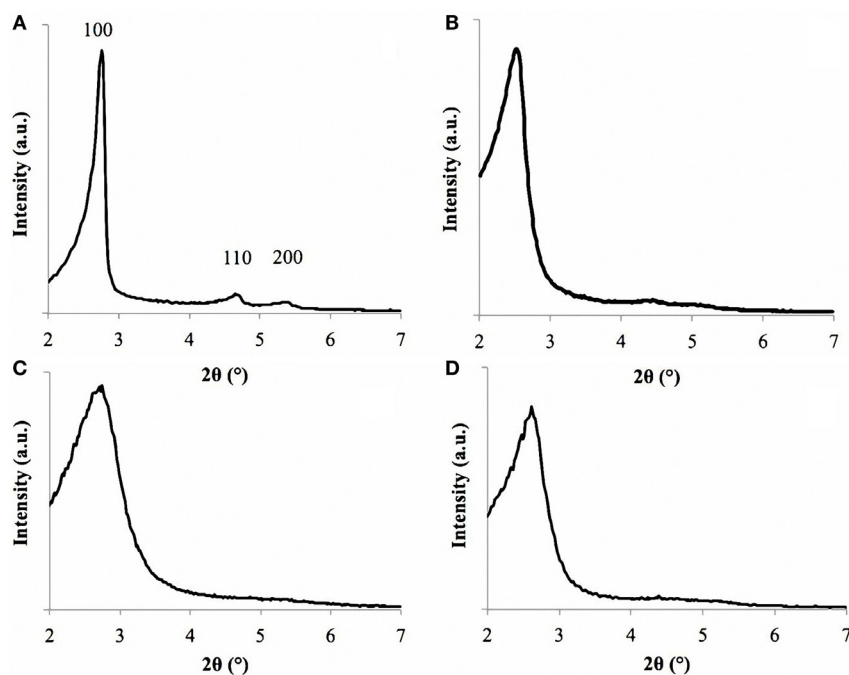 A
100
110
200
Intensity (a.u.)
2 3 4 5 6 7
2θ (°)
B
Intensity (a.u.)
2 3 4 5 6 7
2θ (°)
C
Intensity (a.u.)
2 3 4 5 6 7
2θ (°)
D
Intensity (a.u.)
2 3 4 5 6 7
2θ (°)